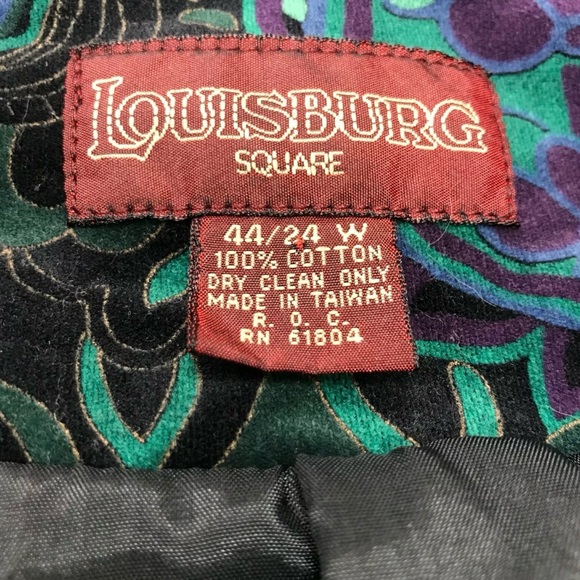 LOUISBURG
SQUARE
44/24 W
100% COTTON
DRY CLEAN ONLY
MADE IN TAIWAN
R. O. C.
RN 61804